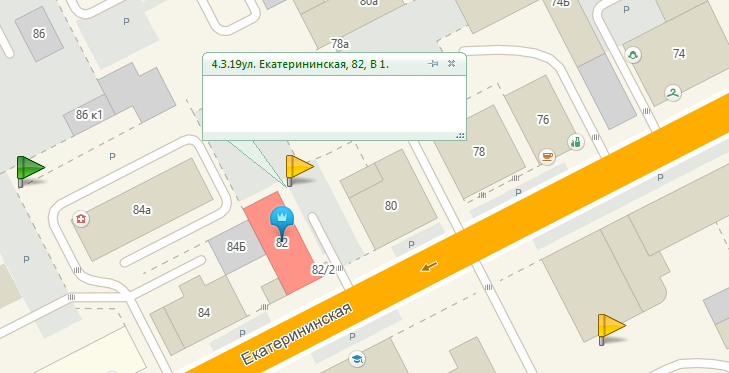 80а
74Б
Р
86
Р
78а
74
4.3.19ул. Екатерининская, 82, В 1.
Р
86 к1
76
Р
78
Р
Р
84а
80
82
84Б
Р
Р
82/2
84
Екатерининская
Р
Р
Р